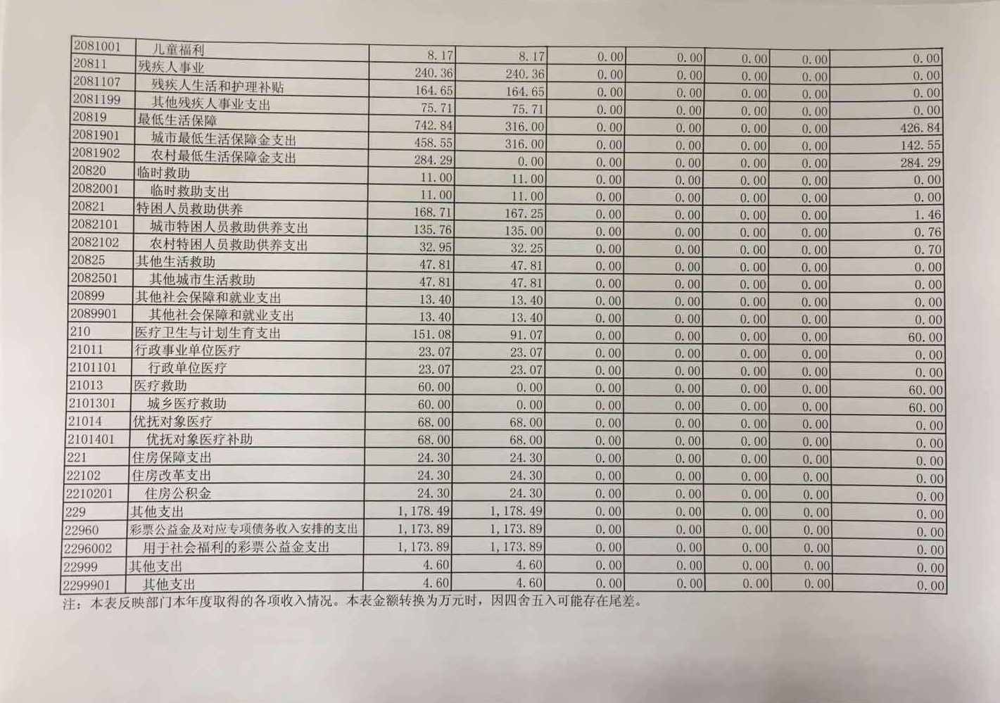 2081001 儿童福利 8.17 8.17 0.00 0.00 0.00 0.00 0.00
20811 残疾人事业 240.36 240.36 0.00 0.00 0.00 0.00 0.00
2081107 残疾人生活和护理补贴 164.65 164.65 0.00 0.00 0.00 0.00 0.00
2081199 其他残疾人事业支出 75.71 75.71 0.00 0.00 0.00 0.00 0.00
20819 最低生活保障 742.84 316.00 0.00 0.00 0.00 0.00 426.84
2081901 城市最低生活保障金支出 458.55 316.00 0.00 0.00 0.00 0.00 142.55
2081902 农村最低生活保障金支出 284.29 0.00 0.00 0.00 0.00 0.00 284.29
20820 临时救助 11.00 11.00 0.00 0.00 0.00 0.00 0.00
2082001 临时救助支出 11.00 11.00 0.00 0.00 0.00 0.00 0.00
20821 特困人员救助供养 168.71 167.25 0.00 0.00 0.00 0.00 1.46
2082101 城市特困人员救助供养支出 135.76 135.00 0.00 0.00 0.00 0.00 0.76
2082102 农村特困人员救助供养支出 32.95 32.25 0.00 0.00 0.00 0.00 0.70
20825 其他生活救助 47.81 47.81 0.00 0.00 0.00 0.00 0.00
2082501 其他城市生活救助 47.81 47.81 0.00 0.00 0.00 0.00 0.00
20899 其他社会保障和就业支出 13.40 13.40 0.00 0.00 0.00 0.00 0.00
2089901 其他社会保障和就业支出 13.40 13.40 0.00 0.00 0.00 0.00 0.00
210 医疗卫生与计划生育支出 151.08 91.07 0.00 0.00 0.00 0.00 60.00
21011 行政事业单位医疗 23.07 23.07 0.00 0.00 0.00 0.00 0.00
2101101 行政单位医疗 23.07 23.07 0.00 0.00 0.00 0.00 0.00
21013 医疗救助 60.00 0.00 0.00 0.00 0.00 0.00 60.00
2101301 城乡医疗救助 60.00 0.00 0.00 0.00 0.00 0.00 60.00
21014 优抚对象医疗 68.00 68.00 0.00 0.00 0.00 0.00 0.00
2101401 优抚对象医疗补助 68.00 68.00 0.00 0.00 0.00 0.00 0.00
221 住房保障支出 24.30 24.30 0.00 0.00 0.00 0.00 0.00
22102 住房改革支出 24.30 24.30 0.00 0.00 0.00 0.00 0.00
2210201 住房公积金 24.30 24.30 0.00 0.00 0.00 0.00 0.00
229 其他支出 1,178.49 1,178.49 0.00 0.00 0.00 0.00 0.00
22960 彩票公益金及对应专项债务收入安排的支出 1,173.89 1,173.89 0.00 0.00 0.00 0.00 0.00
2296002 用于社会福利的彩票公益金支出 1,173.89 1,173.89 0.00 0.00 0.00 0.00 0.00
22999 其他支出 4.60 4.60 0.00 0.00 0.00 0.00 0.00
2299901 其他支出 4.60 4.60 0.00 0.00 0.00 0.00 0.00
注：本表反映部门本年度取得的各项收入情况。本表金额转换为万元时，因四舍五入可能存在尾差。